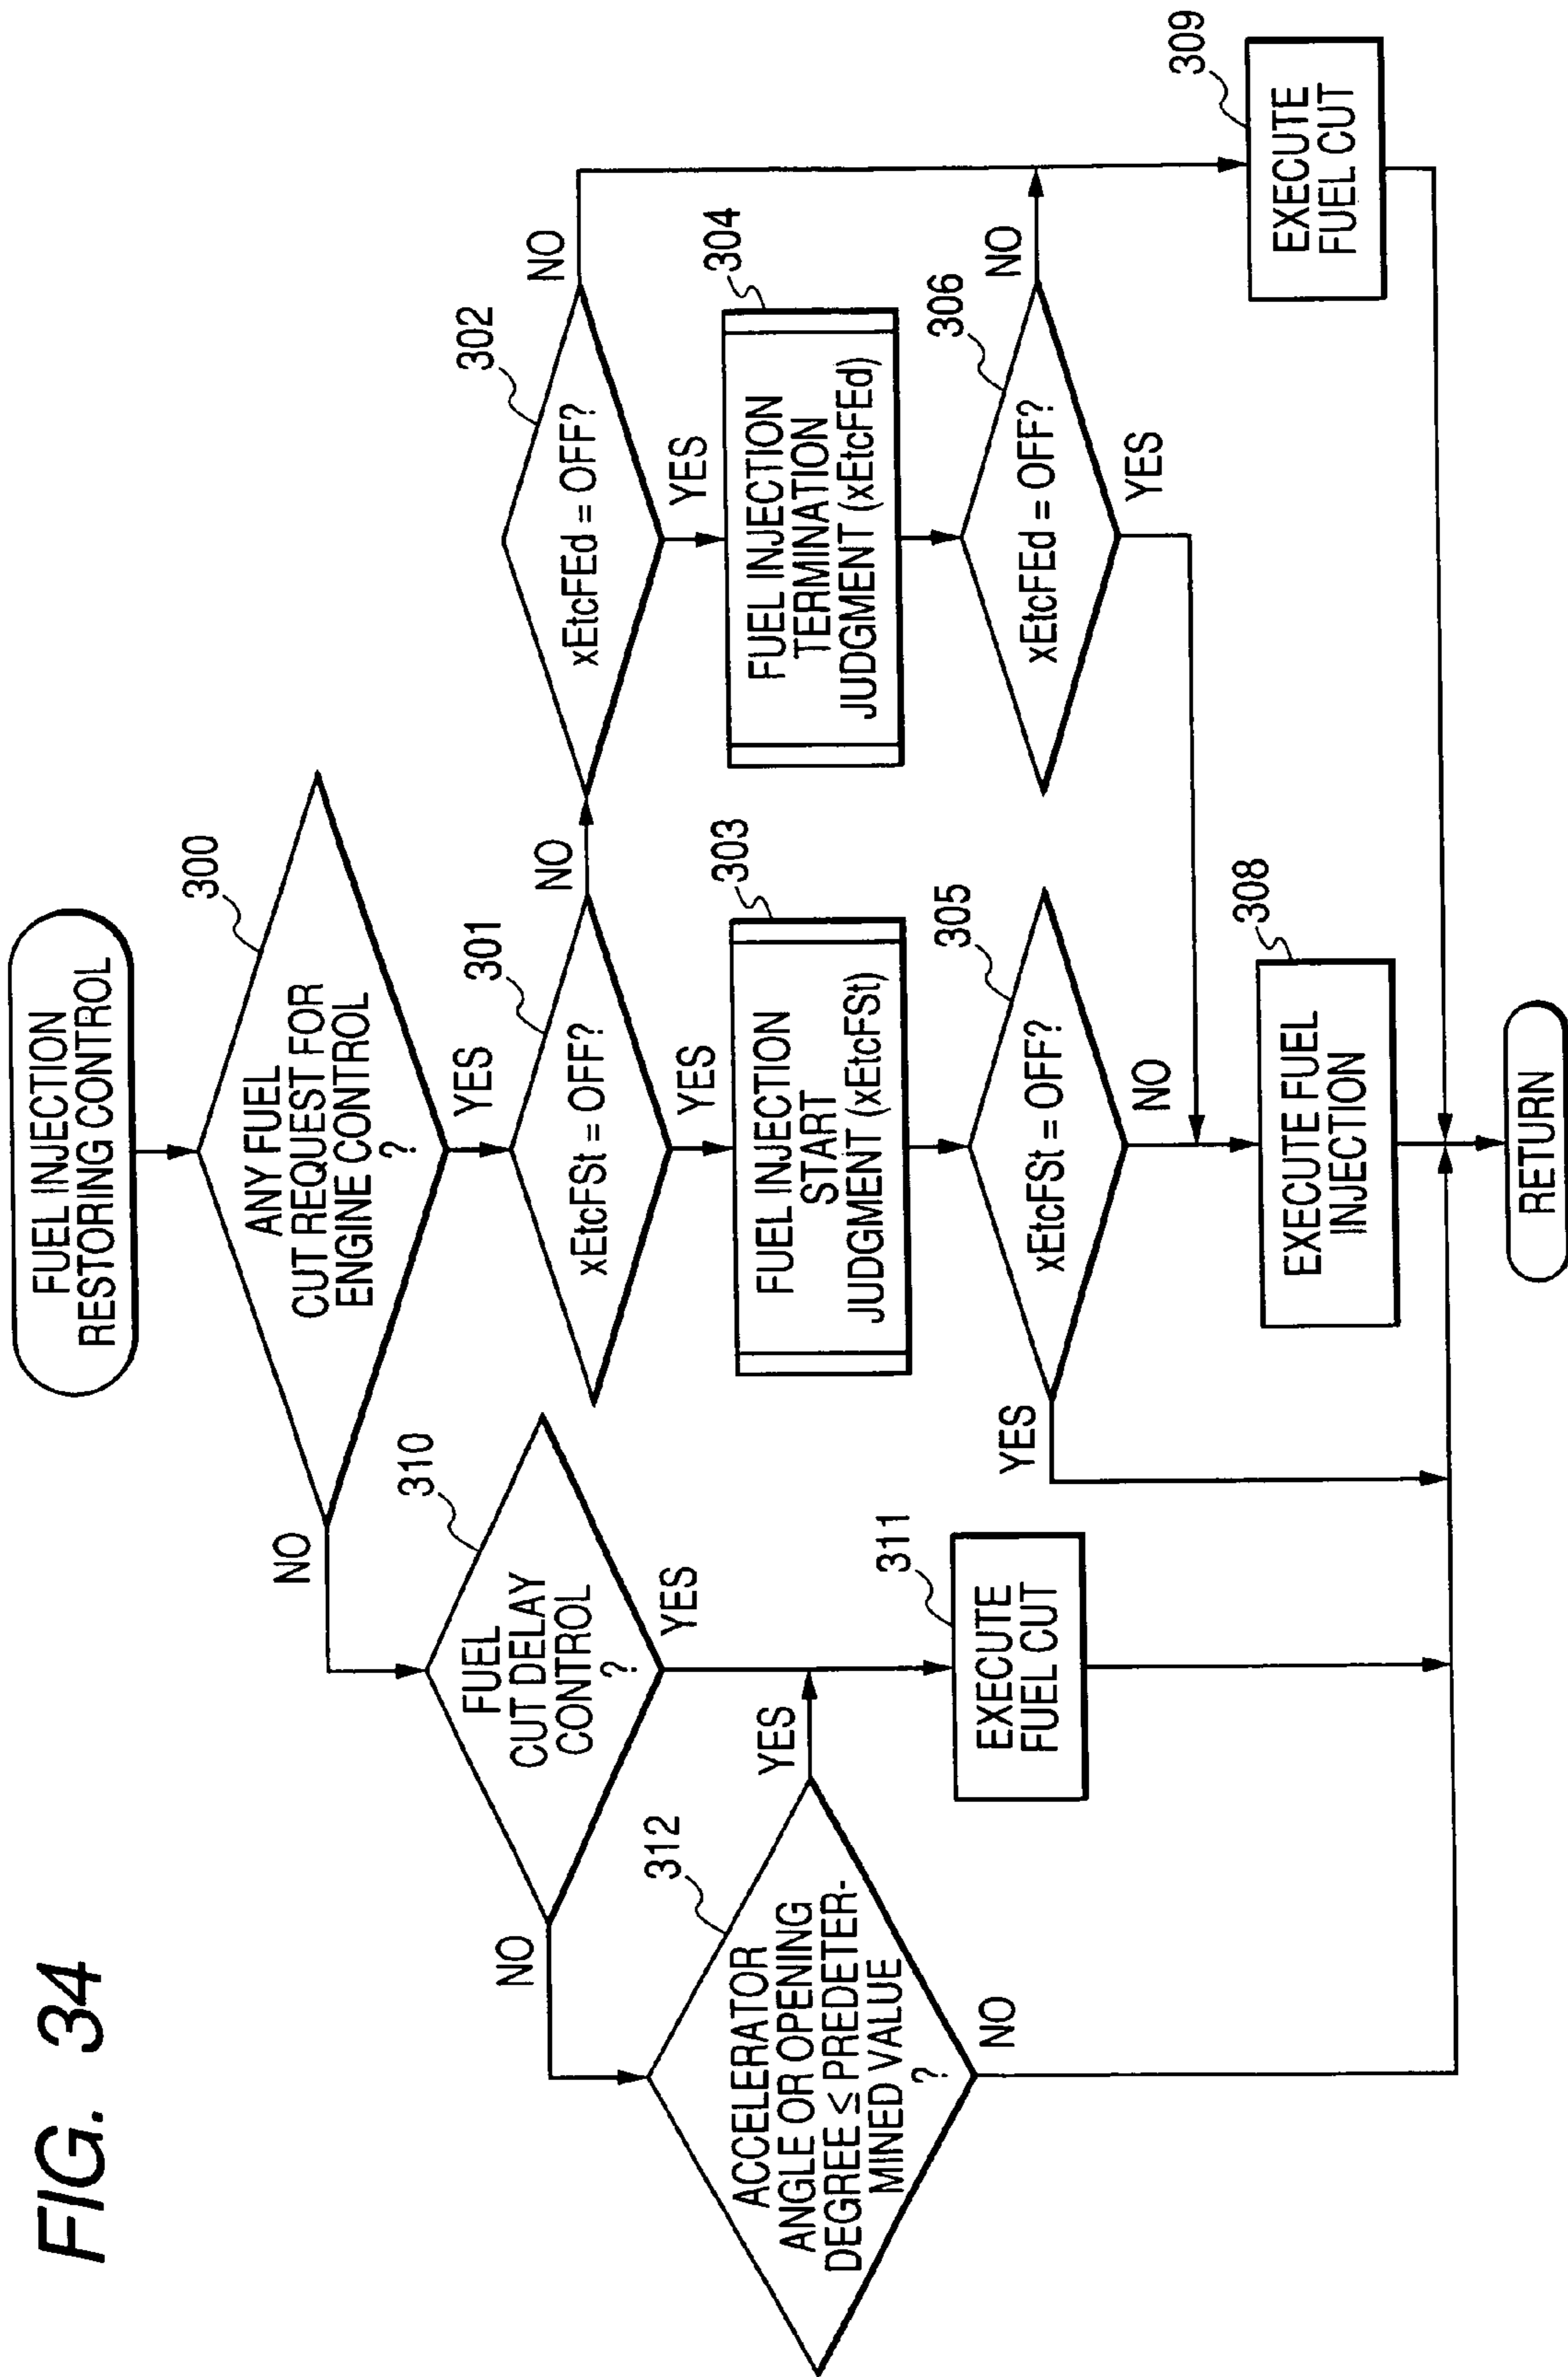 FIG. 34
FUEL INJECTION
RESTORING CONTROL
300
ANY FUEL
CUT REQUEST FOR
ENGINE CONTROL
?
NO
YES
310
FUEL
CUT DELAY
CONTROL
?
NO
YES
301
xEtcFSt = OFF?
NO
YES
302
xEtcFEd = OFF?
NO
YES
312
ACCELERATOR
ANGLE OR OPENING
DEGREE ≤ PREDETER-
MINED VALUE
?
YES
NO
303
FUEL INJECTION
START
JUDGMENT (xEtcFSt)
304
FUEL INJECTION
TERMINATION
JUDGMENT (xEtcFEd)
311
EXECUTE
FUEL CUT
305
xEtcFSt = OFF?
YES
NO
306
xEtcFEd = OFF?
NO
YES
308
EXECUTE FUEL
INJECTION
309
EXECUTE
FUEL CUT
RETURN